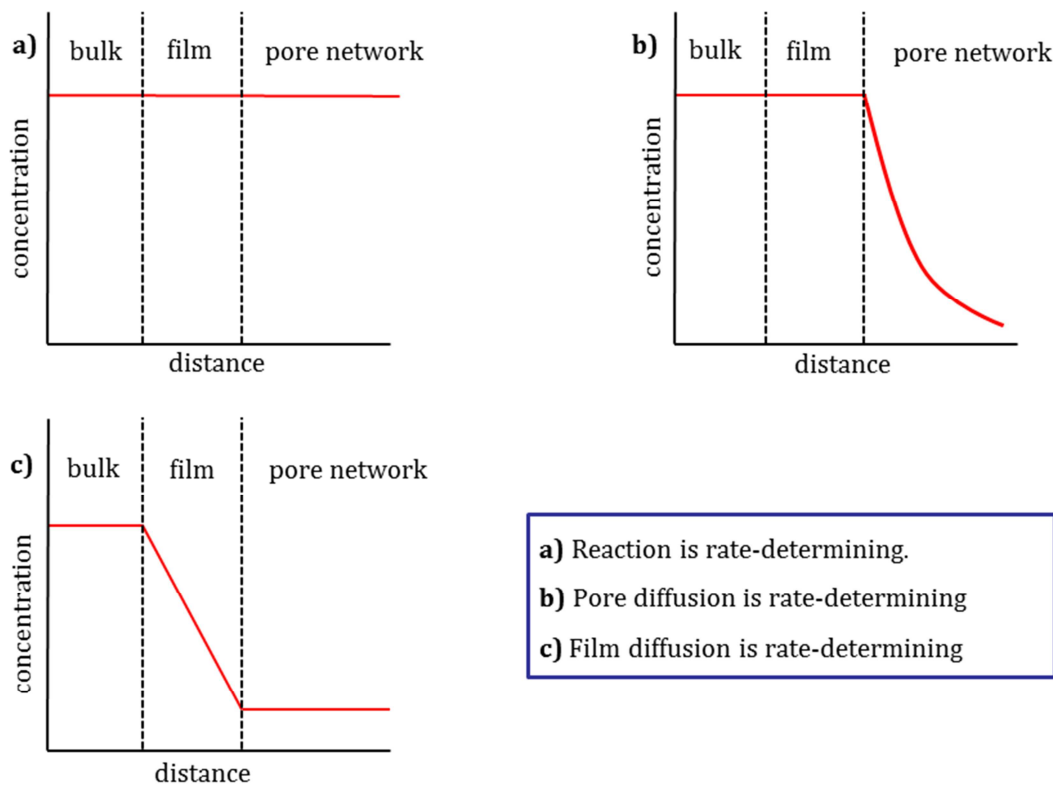 a)
bulk film pore network
concentration
distance
b)
bulk film pore network
concentration
distance
c)
bulk film pore network
concentration
distance
a) Reaction is rate-determining.
b) Pore diffusion is rate-determining
c) Film diffusion is rate-determining